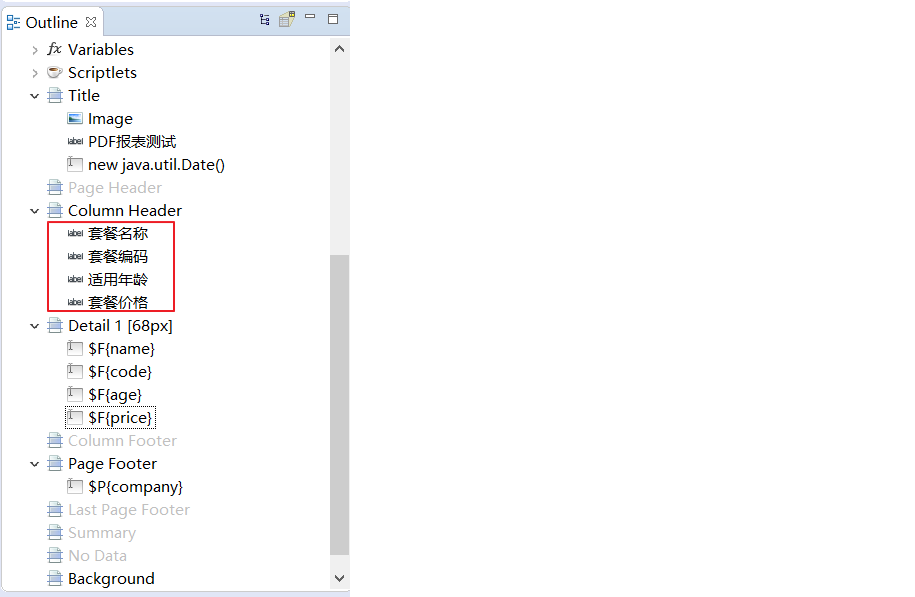 Outline
fx Variables
Scriptlets
Title
Image
label PDF报表测试
new java.util.Date()
Page Header
Column Header
label 套餐名称
label 套餐编码
label 适用年龄
label 套餐价格
Detail 1 [68px]
$F{name}
$F{code}
$F{age}
$F{price}
Column Footer
Page Footer
$P{company}
Last Page Footer
Summary
No Data
Background